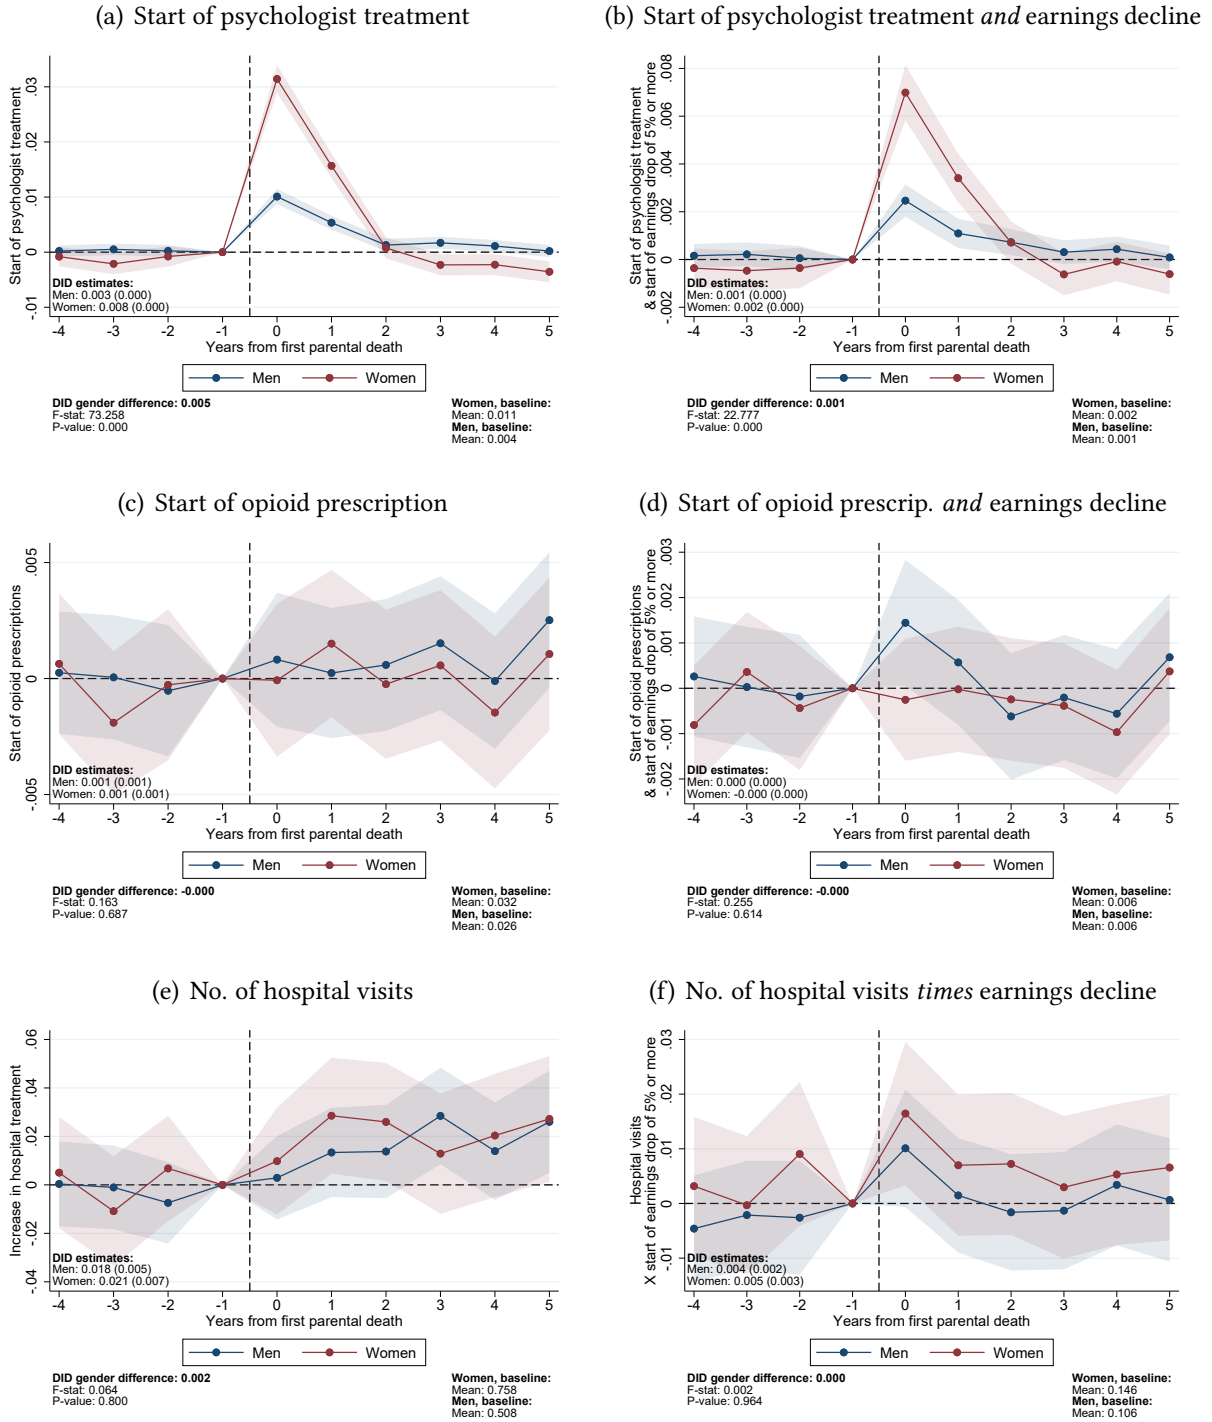 (a) Start of psychologist treatment
Start of psychologist treatment
.03
.02
.01
0
-.01
DID estimates:
Men: 0.003 (0.000)
Women: 0.008 (0.000)
-4 -3 -2 -1 0 1 2 3 4 5
Years from first parental death
Men Women
DID gender difference: 0.005
F-stat: 73.258
P-value: 0.000
Women, baseline:
Mean: 0.011
Men, baseline:
Mean: 0.004
(b) Start of psychologist treatment and earnings decline
Start of psychologist treatment
& start of earnings drop of 5% or more
.008
.006
.004
.002
0
-.002
DID estimates:
Men: 0.001 (0.000)
Women: 0.002 (0.000)
-4 -3 -2 -1 0 1 2 3 4 5
Years from first parental death
Men Women
DID gender difference: 0.001
F-stat: 22.777
P-value: 0.000
Women, baseline:
Mean: 0.002
Men, baseline:
Mean: 0.001
(c) Start of opioid prescription
Start of opioid prescriptions
.005
0
-.005
DID estimates:
Men: 0.001 (0.001)
Women: 0.001 (0.001)
-4 -3 -2 -1 0 1 2 3 4 5
Years from first parental death
Men Women
DID gender difference: -0.000
F-stat: 0.163
P-value: 0.687
Women, baseline:
Mean: 0.032
Men, baseline:
Mean: 0.026
(d) Start of opioid prescrip. and earnings decline
Start of opioid prescriptions
& start of earnings drop of 5% or more
.003
.002
.001
0
-.001
-.002
DID estimates:
Men: 0.000 (0.000)
Women: -0.000 (0.000)
-4 -3 -2 -1 0 1 2 3 4 5
Years from first parental death
Men Women
DID gender difference: -0.000
F-stat: 0.255
P-value: 0.614
Women, baseline:
Mean: 0.006
Men, baseline:
Mean: 0.006
(e) No. of hospital visits
Increase in hospital treatment
.06
.04
.02
0
-.02
-.04
DID estimates:
Men: 0.018 (0.005)
Women: 0.021 (0.007)
-4 -3 -2 -1 0 1 2 3 4 5
Years from first parental death
Men Women
DID gender difference: 0.002
F-stat: 0.064
P-value: 0.800
Women, baseline:
Mean: 0.758
Men, baseline:
Mean: 0.508
(f) No. of hospital visits times earnings decline
Hospital visits
X start of earnings drop of 5% or more
.03
.02
.01
0
-.01
DID estimates:
Men: 0.004 (0.002)
Women: 0.005 (0.003)
-4 -3 -2 -1 0 1 2 3 4 5
Years from first parental death
Men Women
DID gender difference: 0.000
F-stat: 0.002
P-value: 0.964
Women, baseline:
Mean: 0.146
Men, baseline:
Mean: 0.106